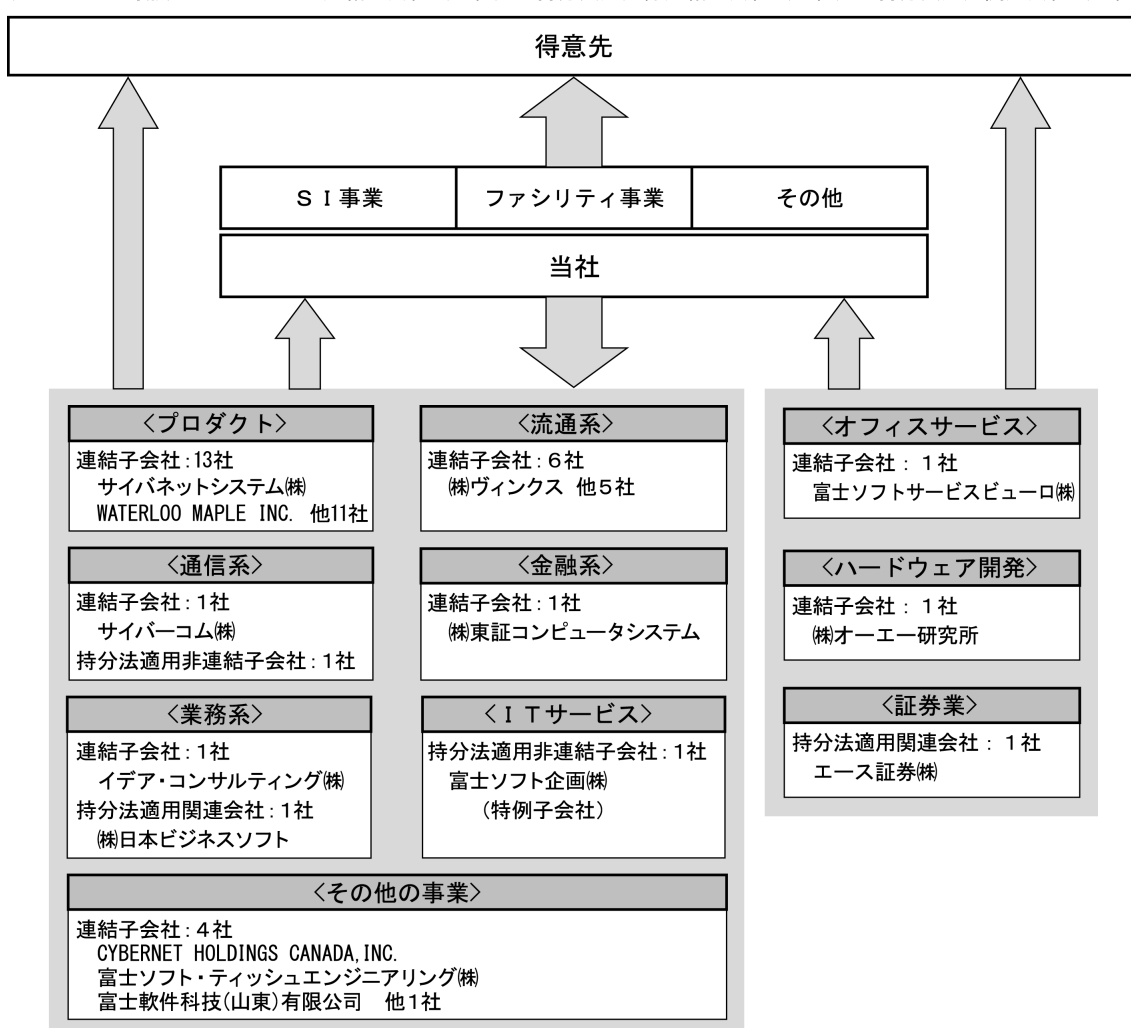 得意先
ＳＩ事業
ファシリティ事業
その他
当社
<プロダクト>
連結子会社:13社
サイバネットシステム㈱
WATERLOO MAPLE INC. 他11社
<流通系>
連結子会社:６社
㈱ヴィンクス 他５社
<通信系>
連結子会社:1社
サイバーコム㈱
持分法適用非連結子会社:1社
<金融系>
連結子会社:1社
㈱東証コンピュータシステム
<業務系>
連結子会社:1社
イデア・コンサルティング㈱
持分法適用関連会社:1社
㈱日本ビジネスソフト
<ＩＴサービス>
持分法適用非連結子会社:1社
富士ソフト企画㈱
(特例子会社)
<その他の事業>
連結子会社:４社
CYBERNET HOLDINGS CANADA,INC.
富士ソフト・ティッシュエンジニアリング㈱
富士軟件科技(山東)有限公司 他１社
<オフィスサービス>
連結子会社: １社
富士ソフトサービスビューロ㈱
<ハードウェア開発>
連結子会社: １社
㈱オーエー研究所
<証券業>
持分法適用関連会社: １社
エース証券㈱